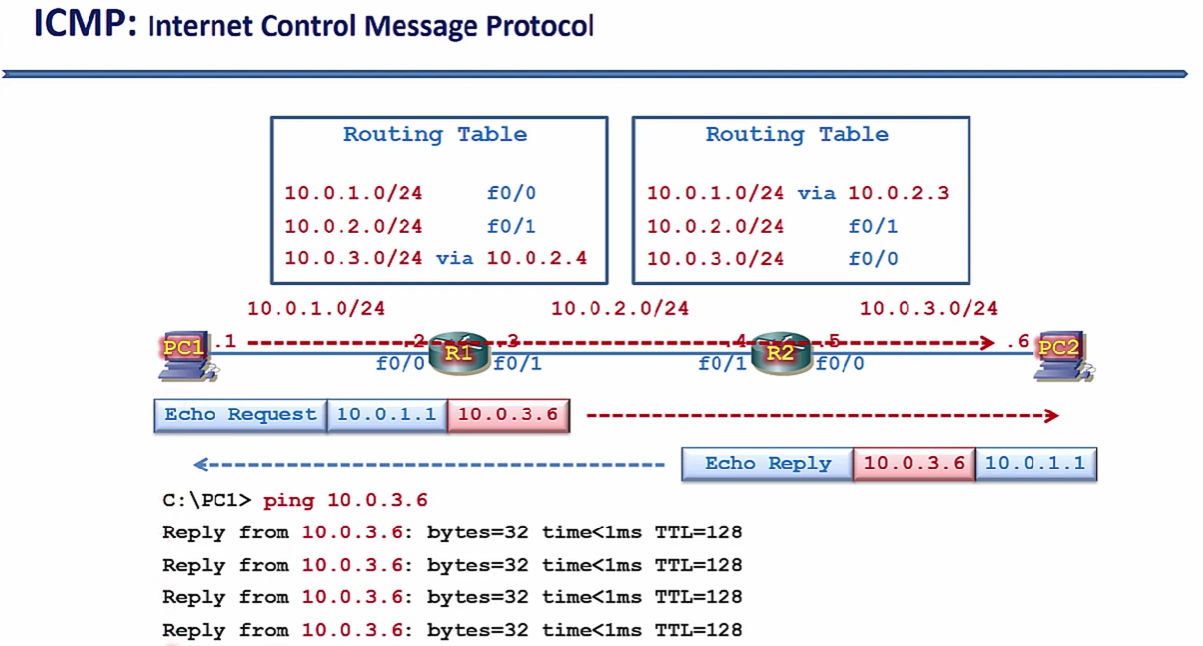 ICMP: Internet Control Message Protocol
Routing Table
10.0.1.0/24 f0/0
10.0.2.0/24 f0/1
10.0.3.0/24 via 10.0.2.4
Routing Table
10.0.1.0/24 via 10.0.2.3
10.0.2.0/24 f0/1
10.0.3.0/24 f0/0
10.0.1.0/24 10.0.2.0/24 10.0.3.0/24
PC1 .1 .2 R1 .3 .4 R2 .5 .6 PC2
f0/0 f0/1 f0/1 f0/0
Echo Request 10.0.1.1 10.0.3.6
Echo Reply 10.0.3.6 10.0.1.1
C:\PC1> ping 10.0.3.6
Reply from 10.0.3.6: bytes=32 time<1ms TTL=128
Reply from 10.0.3.6: bytes=32 time<1ms TTL=128
Reply from 10.0.3.6: bytes=32 time<1ms TTL=128
Reply from 10.0.3.6: bytes=32 time<1ms TTL=128